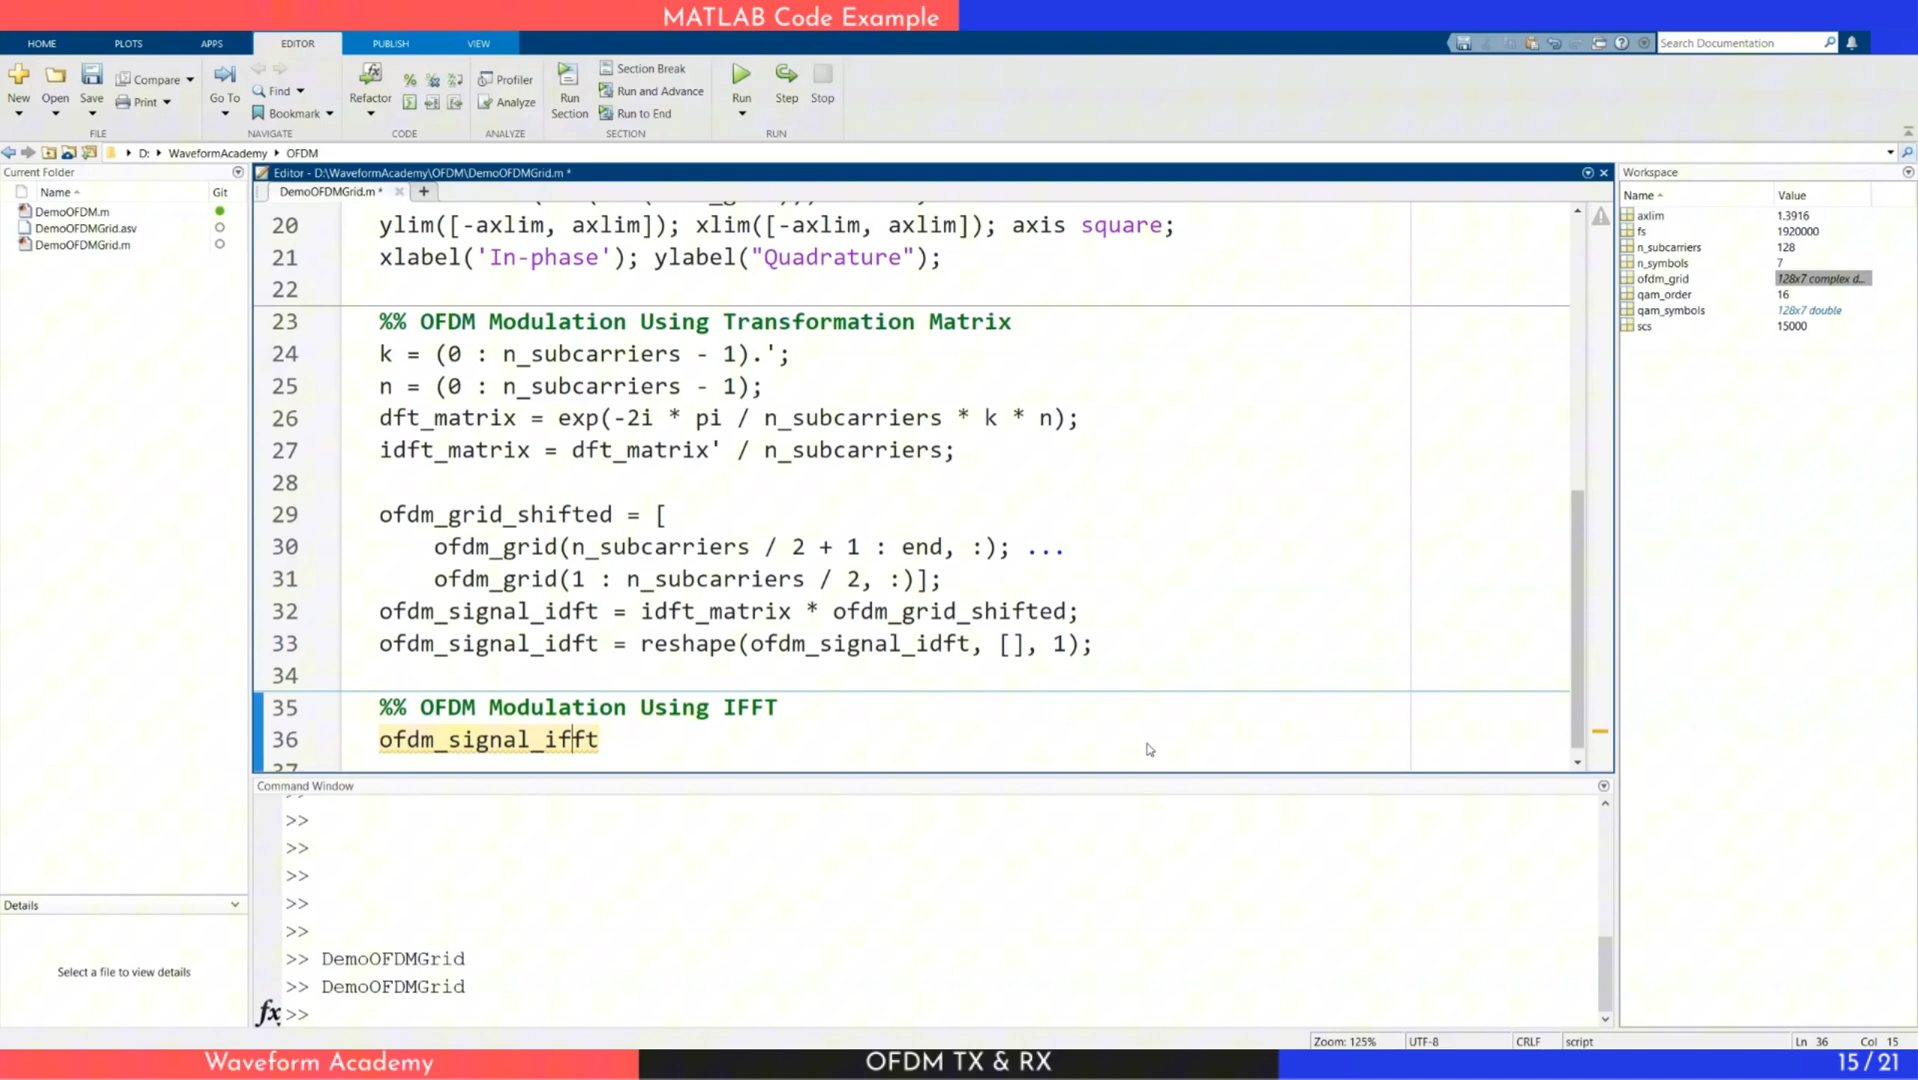 MATLAB Code Example
HOME PLOTS APPS EDITOR PUBLISH VIEW
Search Documentation
New Open Save Compare Print
Go To Find Bookmark
Refactor
Profiler Analyze
Run Section
Section Break
Run and Advance
Run to End
Run Step Stop
FILE NAVIGATE CODE ANALYZE SECTION RUN
D: WaveformAcademy OFDM
Current Folder
Name Git
DemoOFDM.m
DemoOFDMGrid.asv
DemoOFDMGrid.m
Details
Select a file to view details
Editor - D:\WaveformAcademy\OFDM\DemoOFDMGrid.m *
DemoOFDMGrid.m *
20 ylim([-axlim, axlim]); xlim([-axlim, axlim]); axis square;
21 xlabel('In-phase'); ylabel("Quadrature");
22
23 %% OFDM Modulation Using Transformation Matrix
24 k = (0 : n_subcarriers - 1).';
25 n = (0 : n_subcarriers - 1);
26 dft_matrix = exp(-2i * pi / n_subcarriers * k * n);
27 idft_matrix = dft_matrix' / n_subcarriers;
28
29 ofdm_grid_shifted = [
30 ofdm_grid(n_subcarriers / 2 + 1 : end, :); ...
31 ofdm_grid(1 : n_subcarriers / 2, :)];
32 ofdm_signal_idft = idft_matrix * ofdm_grid_shifted;
33 ofdm_signal_idft = reshape(ofdm_signal_idft, [], 1);
34
35 %% OFDM Modulation Using IFFT
36 ofdm_signal_ifft
37
Command Window
>>
>>
>>
>>
>>
>> DemoOFDMGrid
>> DemoOFDMGrid
fx >>
Workspace
Name Value
axlim 1.3916
fs 1920000
n_subcarriers 128
n_symbols 7
ofdm_grid 128x7 complex d...
qam_order 16
qam_symbols 128x7 double
scs 15000
Zoom: 125% UTF-8 CRLF script Ln 36 Col 15
Waveform Academy
OFDM TX & RX
15 / 21